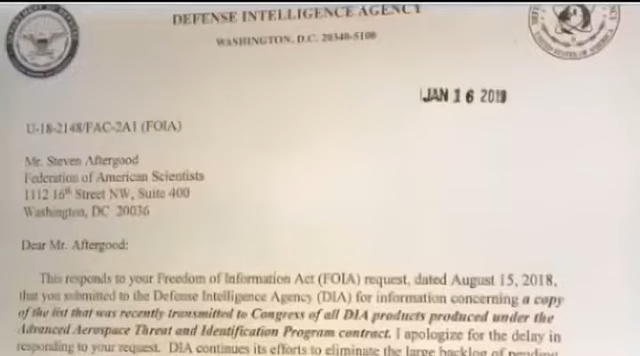 DEFENSE INTELLIGENCE AGENCY
WASHINGTON, D.C. 20340-5100
JAN 16 2019
U-18-2148/FAC-2A1 (FOIA)
Mr. Steven Aftergood
Federation of American Scientists
1112 16th Street NW, Suite 400
Washington, DC 20036
Dear Mr. Aftergood:
This responds to your Freedom of Information Act (FOIA) request, dated August 15, 2018,
that you submitted to the Defense Intelligence Agency (DIA) for information concerning a copy
of the list that was recently transmitted to Congress of all DIA products produced under the
Advanced Aerospace Threat and Identification Program contract. I apologize for the delay in
responding to your request. DIA continues its efforts to eliminate the large backlog of pending